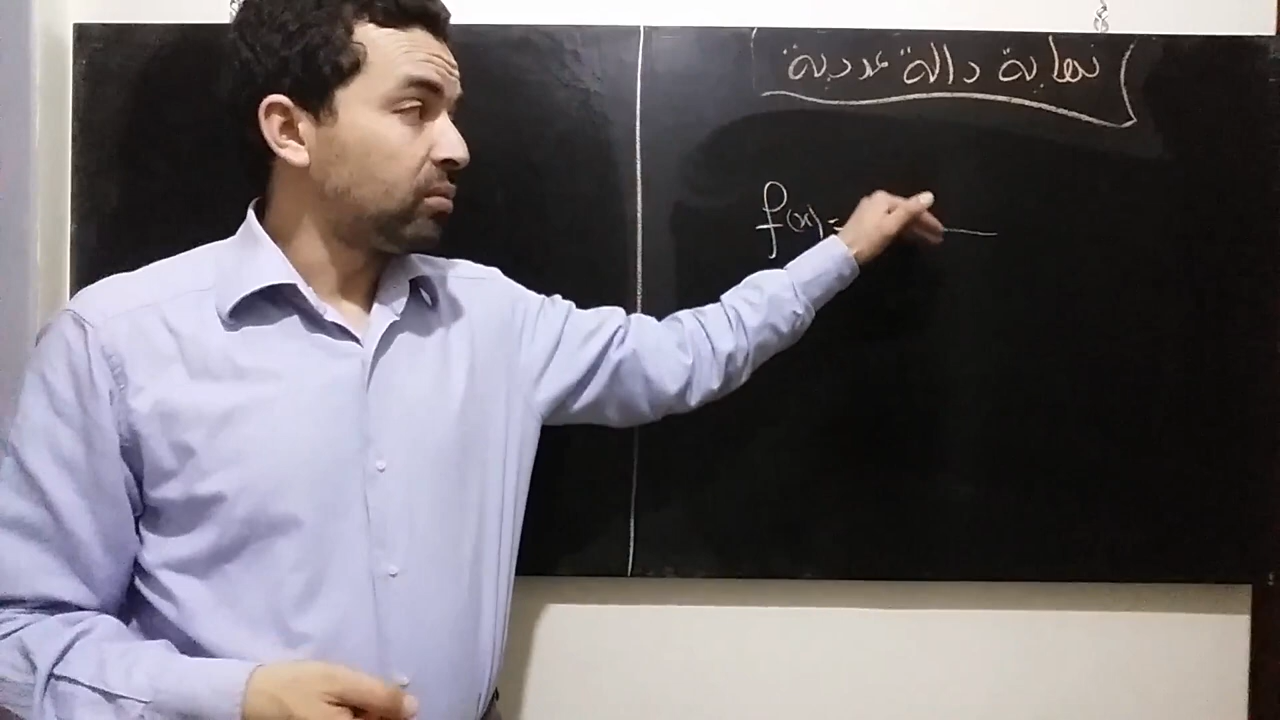 نهاية دالة عددية
f(x) =